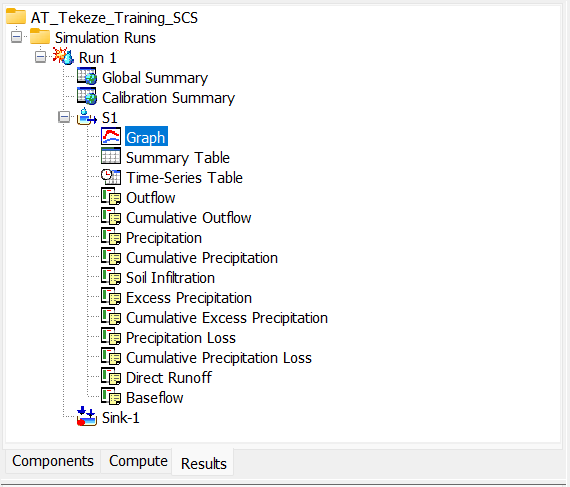 AT_Tekeze_Training_SCS
Simulation Runs
Run 1
Global Summary
Calibration Summary
S1
Graph
Summary Table
Time-Series Table
Outflow
Cumulative Outflow
Precipitation
Cumulative Precipitation
Soil Infiltration
Excess Precipitation
Cumulative Excess Precipitation
Precipitation Loss
Cumulative Precipitation Loss
Direct Runoff
Baseflow
Sink-1
Components Compute Results